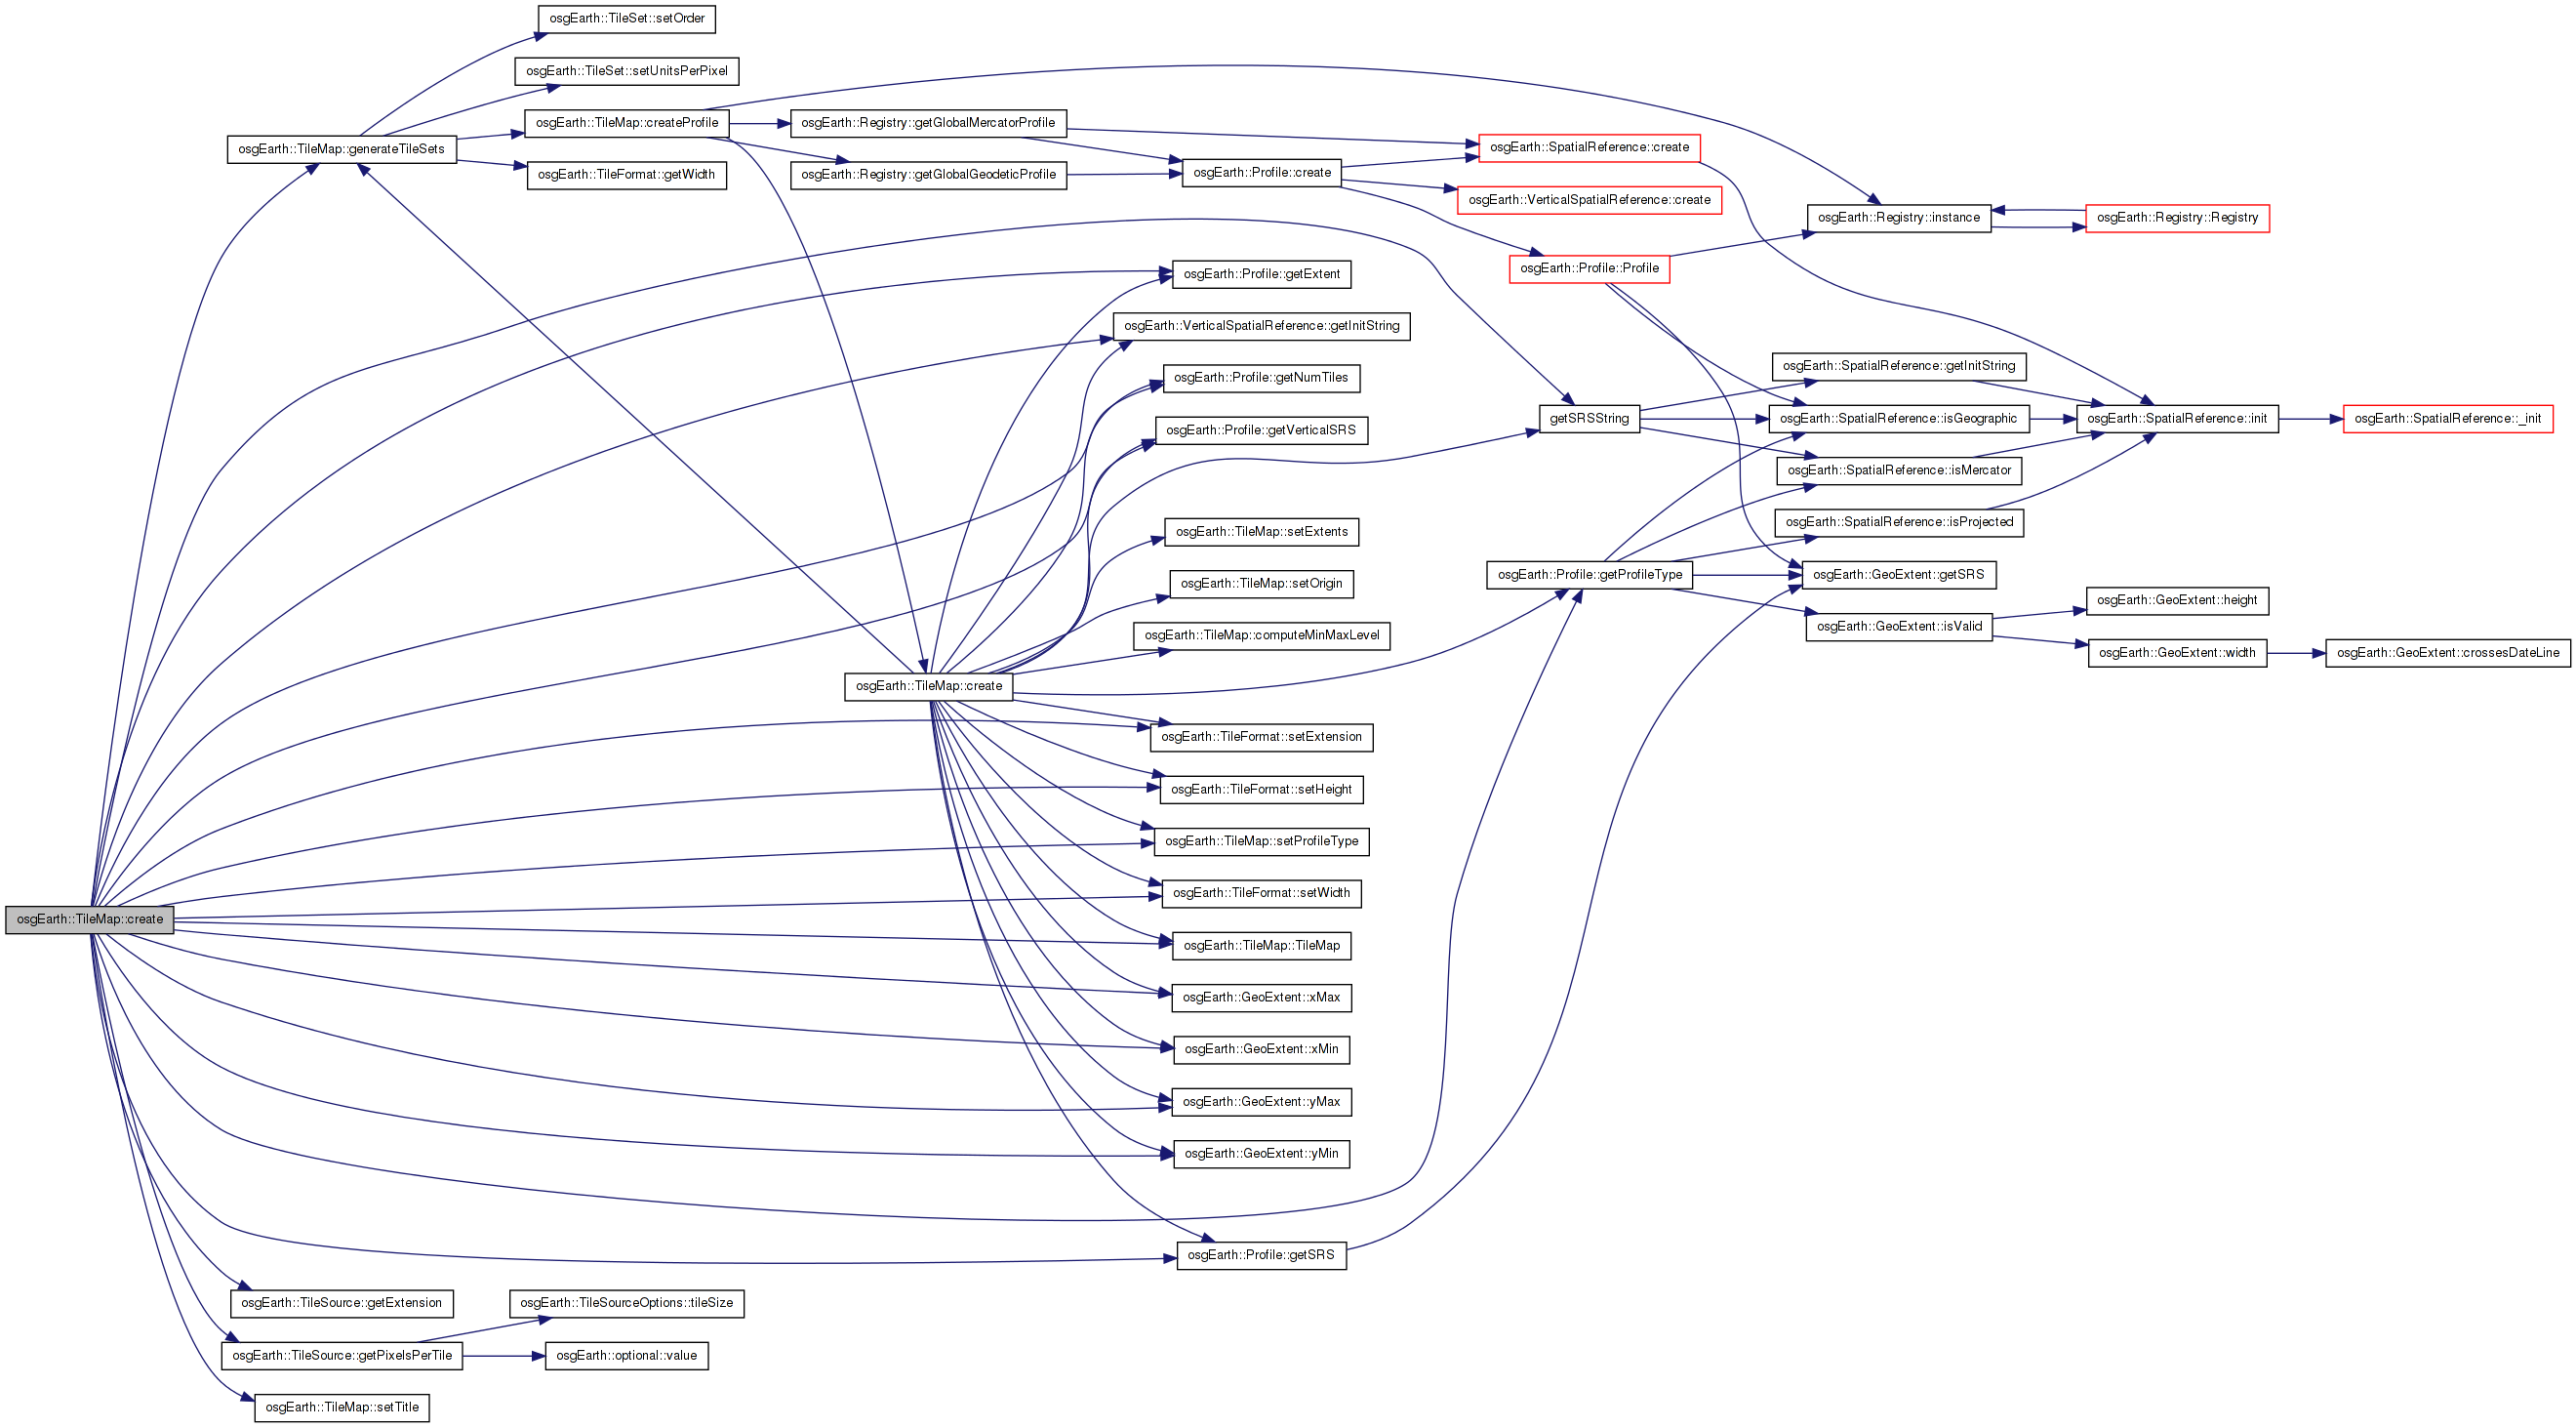 osgEarth::TileSet::setOrder
osgEarth::TileSet::setUnitsPerPixel
osgEarth::TileMap::createProfile
osgEarth::Registry::getGlobalMercatorProfile
osgEarth::TileMap::generateTileSets
osgEarth::SpatialReference::create
osgEarth::TileFormat::getWidth
osgEarth::Registry::getGlobalGeodeticProfile
osgEarth::Profile::create
osgEarth::VerticalSpatialReference::create
osgEarth::Registry::instance
osgEarth::Registry::Registry
osgEarth::Profile::getExtent
osgEarth::Profile::Profile
osgEarth::VerticalSpatialReference::getInitString
osgEarth::SpatialReference::getInitString
osgEarth::Profile::getNumTiles
getSRSString
osgEarth::SpatialReference::isGeographic
osgEarth::SpatialReference::init
osgEarth::SpatialReference::_init
osgEarth::Profile::getVerticalSRS
osgEarth::SpatialReference::isMercator
osgEarth::SpatialReference::isProjected
osgEarth::TileMap::setExtents
osgEarth::Profile::getProfileType
osgEarth::GeoExtent::getSRS
osgEarth::TileMap::setOrigin
osgEarth::GeoExtent::height
osgEarth::GeoExtent::isValid
osgEarth::TileMap::computeMinMaxLevel
osgEarth::GeoExtent::width
osgEarth::GeoExtent::crossesDateLine
osgEarth::TileMap::create
osgEarth::TileFormat::setExtension
osgEarth::TileFormat::setHeight
osgEarth::TileMap::setProfileType
osgEarth::TileFormat::setWidth
osgEarth::TileMap::create
osgEarth::TileMap::TileMap
osgEarth::GeoExtent::xMax
osgEarth::GeoExtent::xMin
osgEarth::GeoExtent::yMax
osgEarth::GeoExtent::yMin
osgEarth::Profile::getSRS
osgEarth::TileSource::getExtension
osgEarth::TileSourceOptions::tileSize
osgEarth::TileSource::getPixelsPerTile
osgEarth::optional::value
osgEarth::TileMap::setTitle